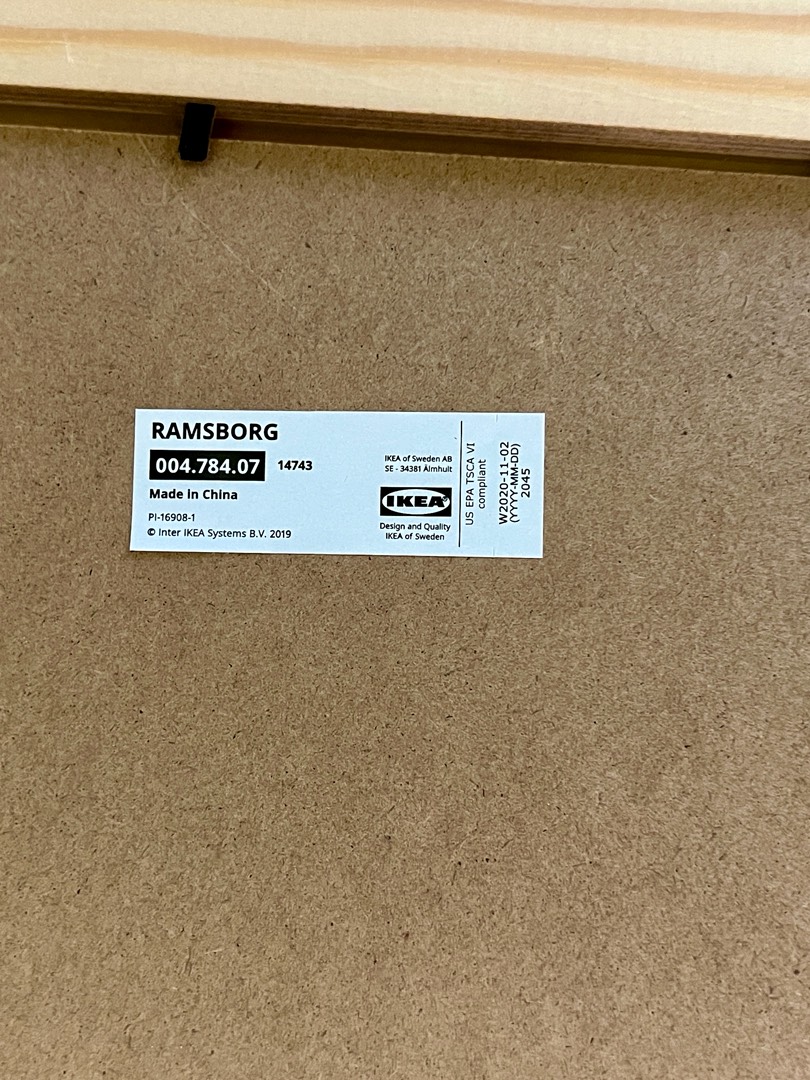 RAMSBORG
004.784.07 14743
Made in China
PI-16908-1
© Inter IKEA Systems B.V. 2019
IKEA of Sweden AB
SE - 34381 Älmhult
IKEA®
Design and Quality
IKEA of Sweden
US EPA TSCA VI
compliant
W2020-11-02
(YYYY-MM-DD)
2045